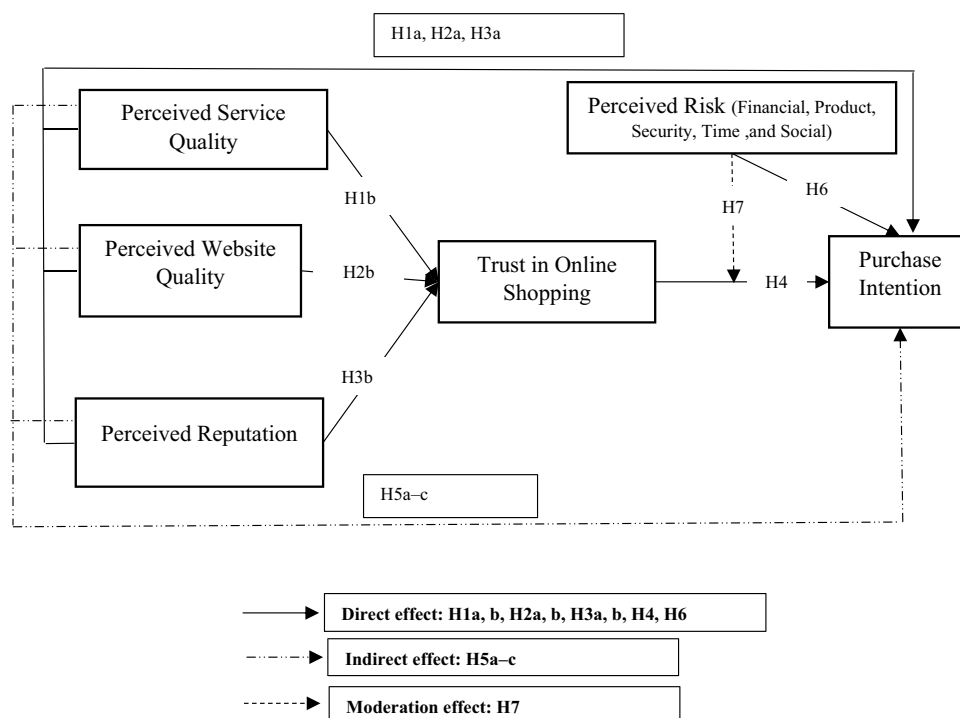 H1a, H2a, H3a
Perceived Service
Quality
Perceived Risk (Financial, Product,
Security, Time ,and Social)
H1b
H6
H7
Perceived Website
Quality
H2b
Trust in Online
Shopping
H4
Purchase
Intention
H3b
Perceived Reputation
H5a–c
Direct effect: H1a, b, H2a, b, H3a, b, H4, H6
Indirect effect: H5a–c
Moderation effect: H7